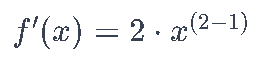 f′(x) = 2 · x^(2−1)